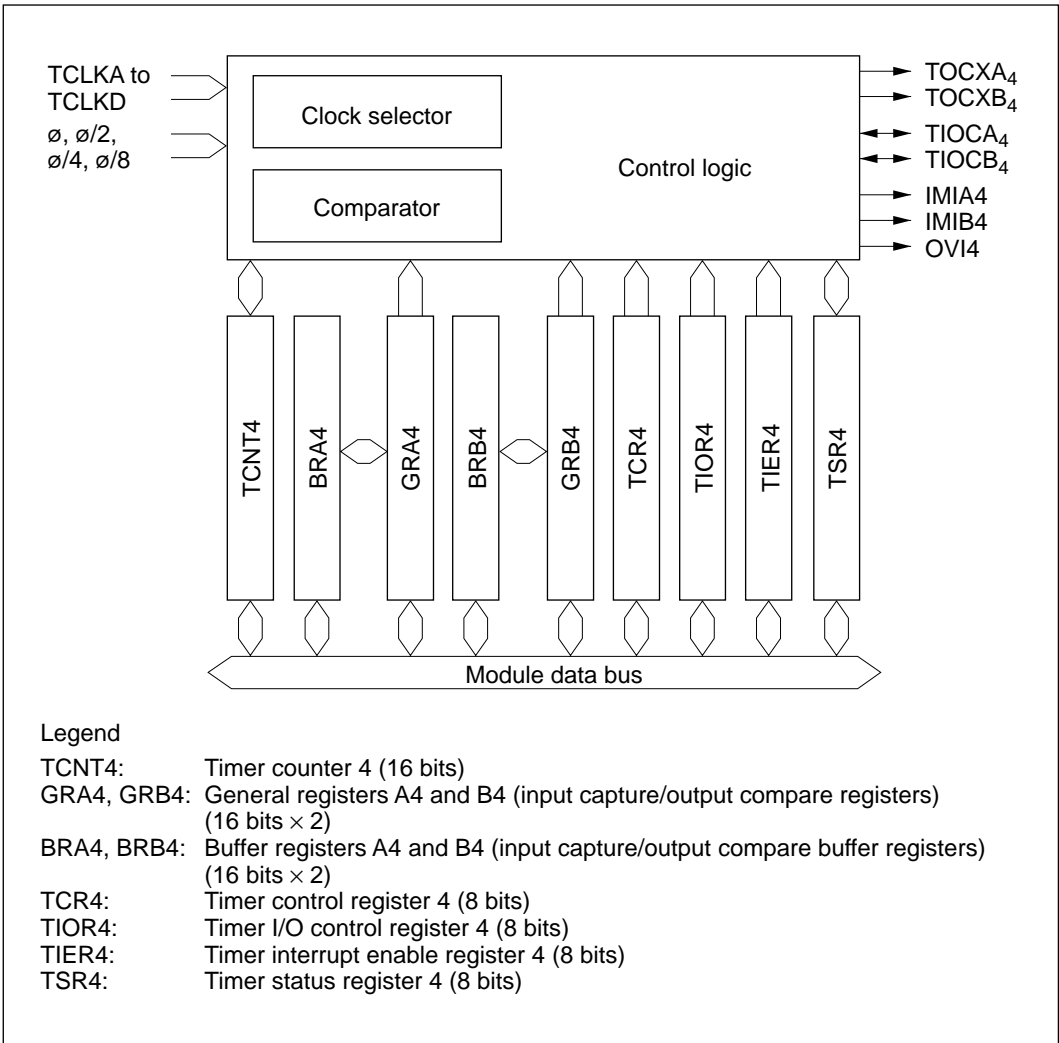 TCLKA to
TCLKD
ø, ø/2,
ø/4, ø/8
Clock selector
Comparator
Control logic
TOCXA4
TOCXB4
TIOCA4
TIOCB4
IMIA4
IMIB4
OVI4
TCNT4
BRA4
GRA4
BRB4
GRB4
TCR4
TIOR4
TIER4
TSR4
Module data bus
Legend
TCNT4: Timer counter 4 (16 bits)
GRA4, GRB4: General registers A4 and B4 (input capture/output compare registers)
(16 bits × 2)
BRA4, BRB4: Buffer registers A4 and B4 (input capture/output compare buffer registers)
(16 bits × 2)
TCR4: Timer control register 4 (8 bits)
TIOR4: Timer I/O control register 4 (8 bits)
TIER4: Timer interrupt enable register 4 (8 bits)
TSR4: Timer status register 4 (8 bits)